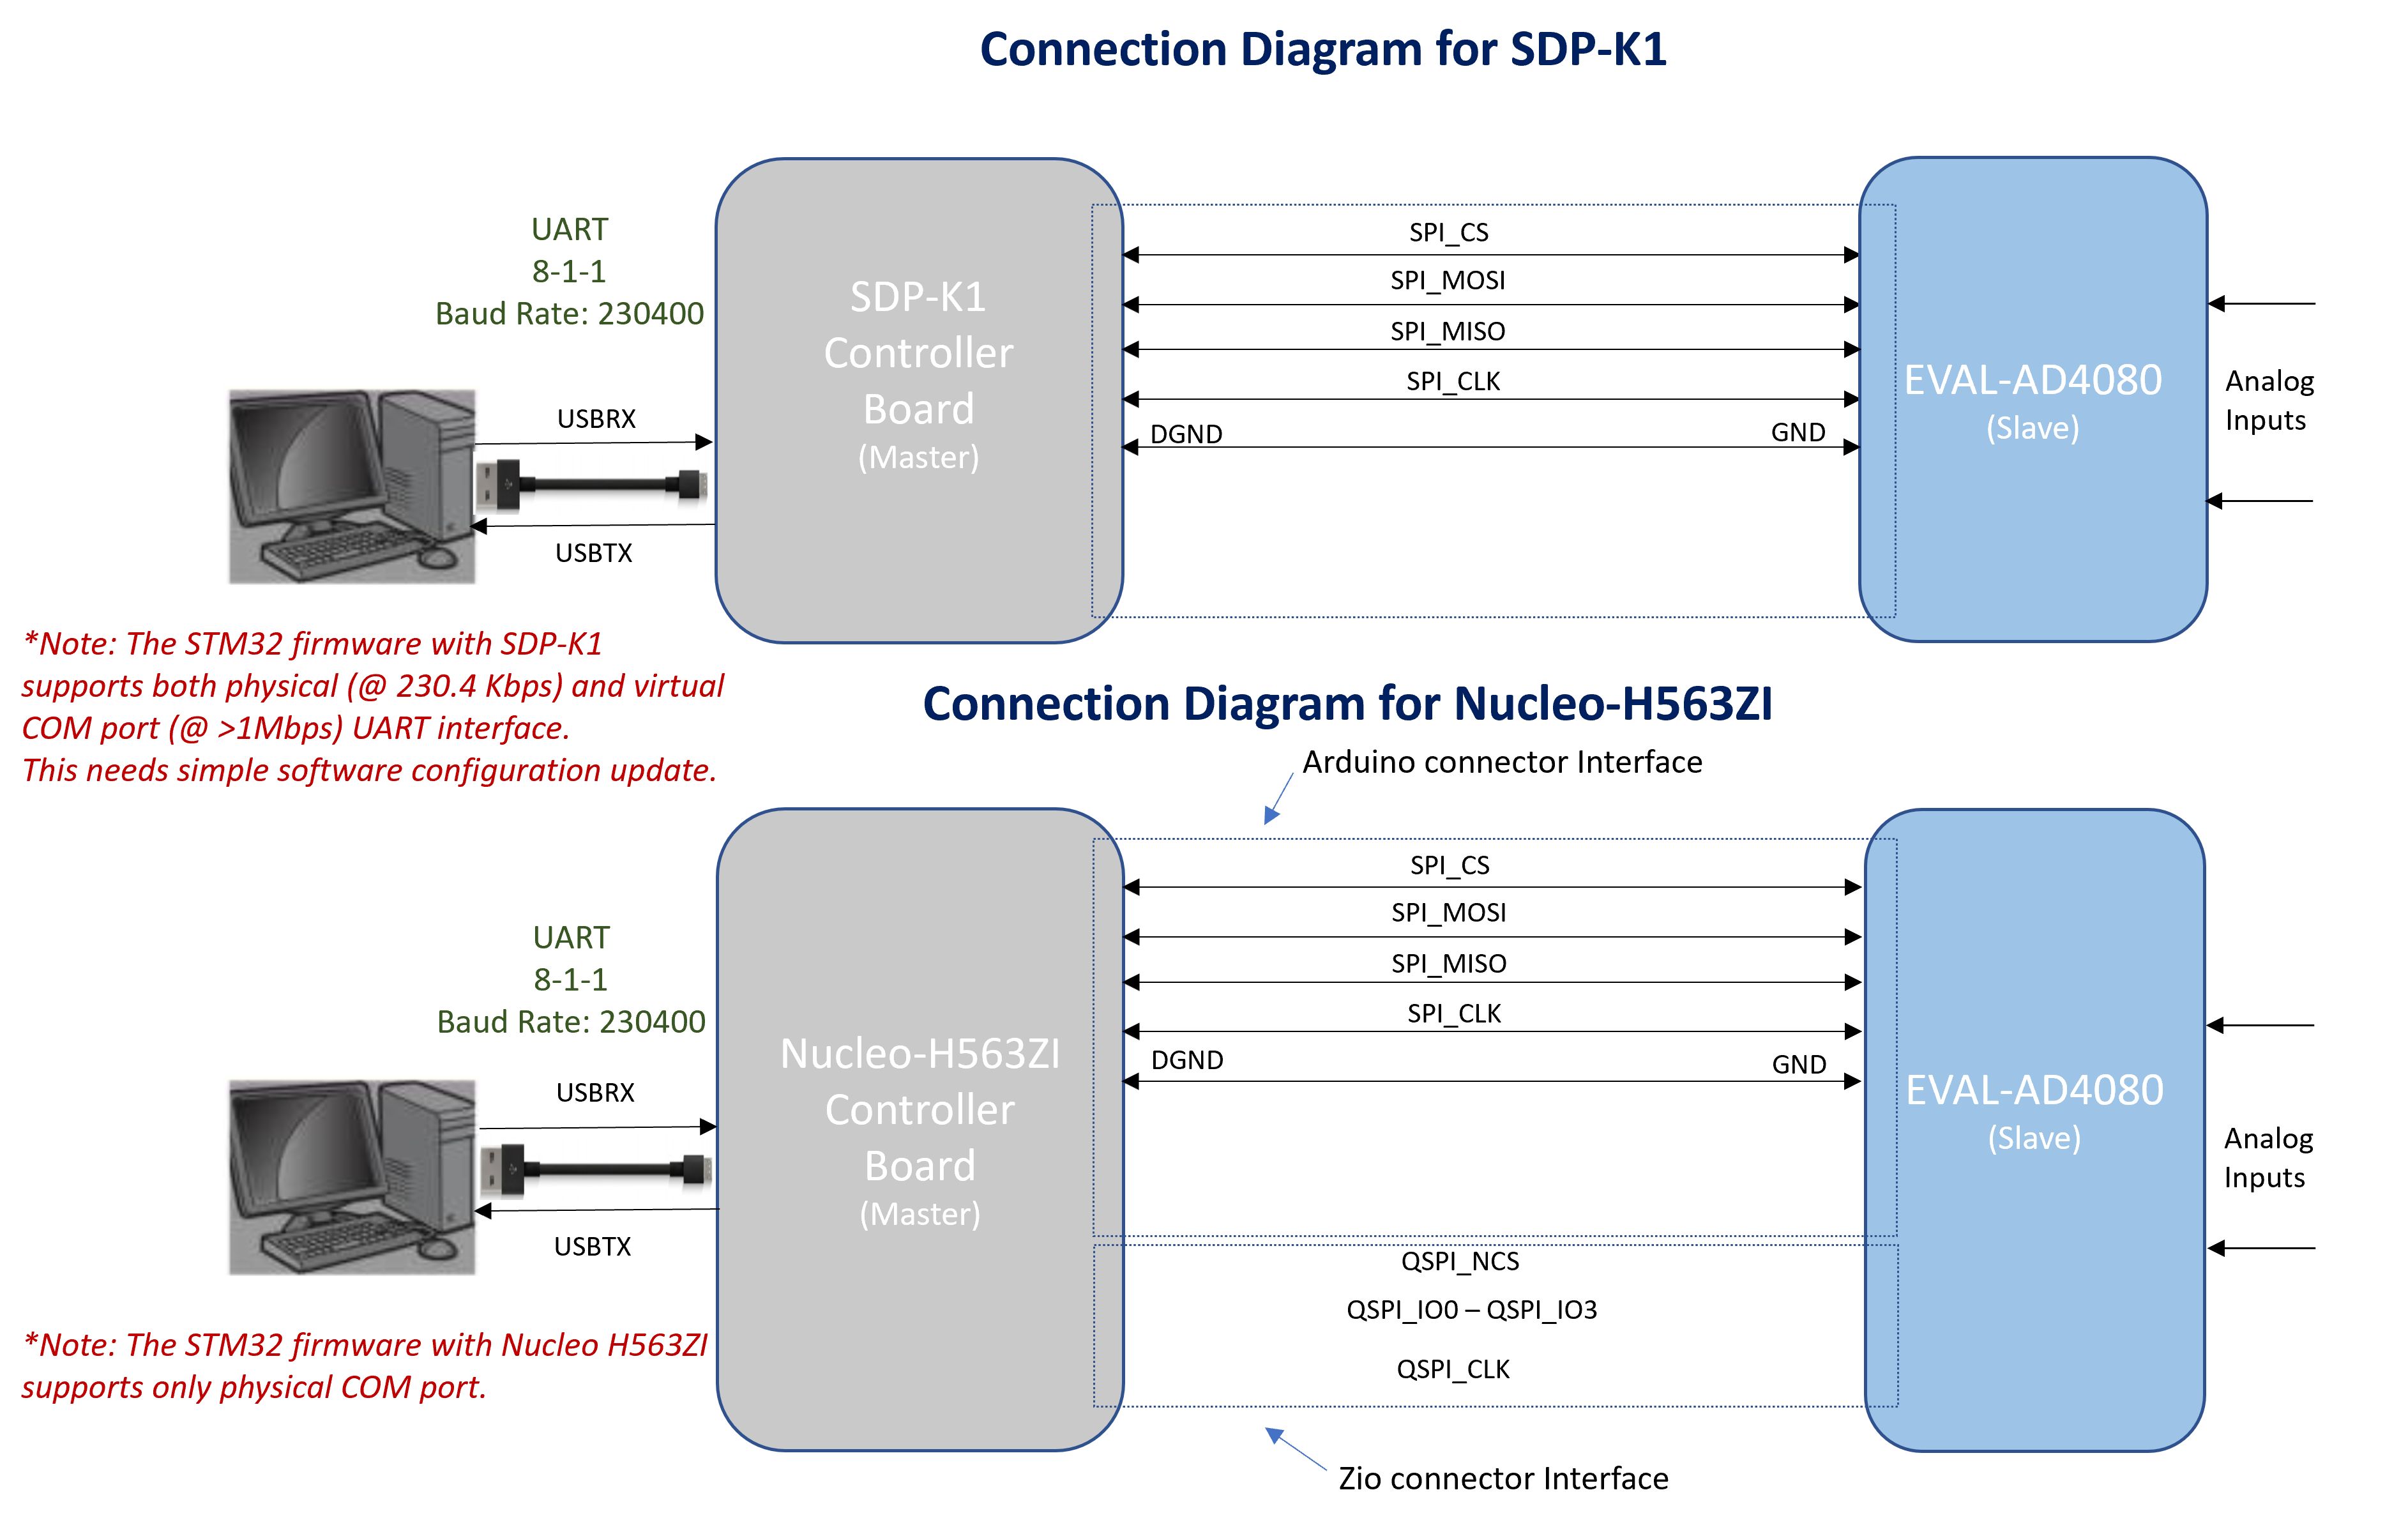 Connection Diagram for SDP-K1
UART
8-1-1
Baud Rate: 230400
USBRX
USBTX
SDP-K1
Controller
Board
(Master)
SPI_CS
SPI_MOSI
SPI_MISO
SPI_CLK
DGND
GND
EVAL-AD4080
(Slave)
Analog
Inputs
*Note: The STM32 firmware with SDP-K1
supports both physical (@ 230.4 Kbps) and virtual
COM port (@ >1Mbps) UART interface.
This needs simple software configuration update.
Connection Diagram for Nucleo-H563ZI
Arduino connector Interface
UART
8-1-1
Baud Rate: 230400
USBRX
USBTX
Nucleo-H563ZI
Controller
Board
(Master)
SPI_CS
SPI_MOSI
SPI_MISO
SPI_CLK
DGND
GND
QSPI_NCS
QSPI_IO0 – QSPI_IO3
QSPI_CLK
EVAL-AD4080
(Slave)
Analog
Inputs
*Note: The STM32 firmware with Nucleo H563ZI
supports only physical COM port.
Zio connector Interface